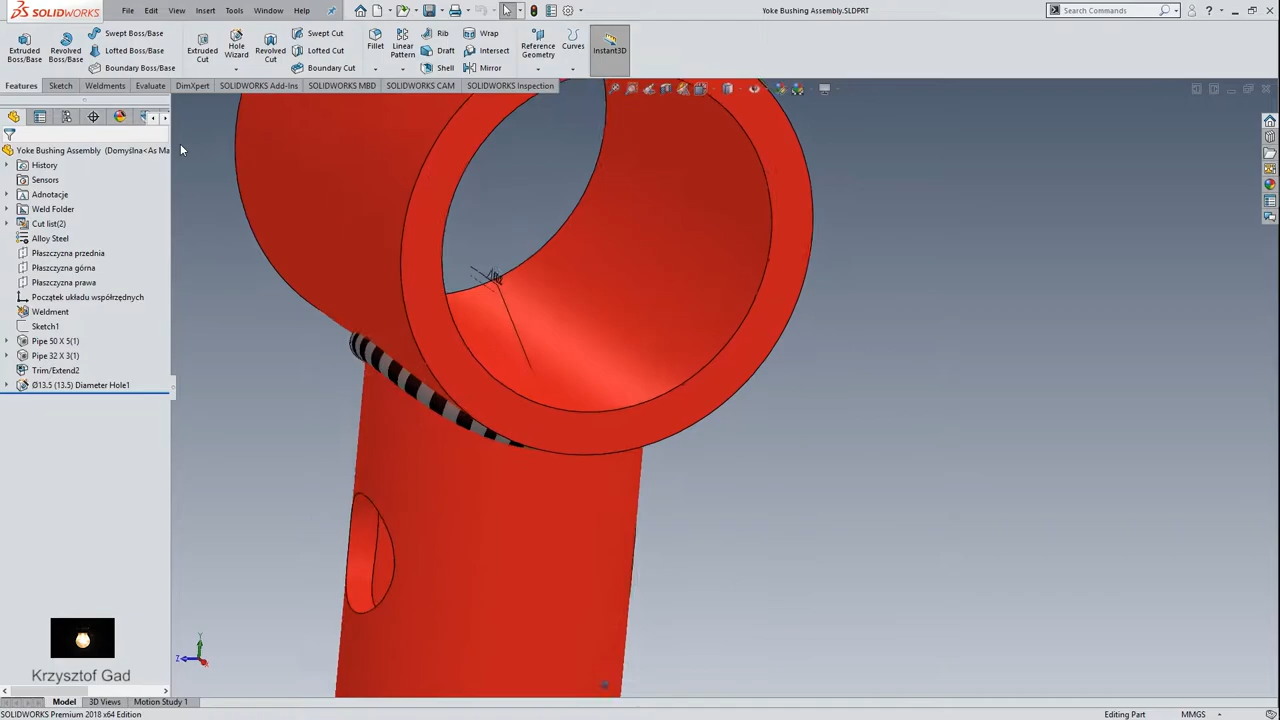 SOLIDWORKS
File Edit View Insert Tools Window Help
Yoke Bushing Assembly.SLDPRT
Search Commands
Extruded Boss/Base
Revolved Boss/Base
Swept Boss/Base
Lofted Boss/Base
Boundary Boss/Base
Extruded Cut
Hole Wizard
Revolved Cut
Swept Cut
Lofted Cut
Boundary Cut
Fillet
Linear Pattern
Rib
Draft
Shell
Wrap
Intersect
Mirror
Reference Geometry
Curves
Instant3D
Features Sketch Weldments Evaluate DimXpert SOLIDWORKS Add-Ins SOLIDWORKS MBD SOLIDWORKS CAM SOLIDWORKS Inspection
Yoke Bushing Assembly (Domyślna<As Ma
History
Sensors
Adnotacje
Weld Folder
Cut list(2)
Alloy Steel
Płaszczyzna przednia
Płaszczyzna górna
Płaszczyzna prawa
Początek układu współrzędnych
Weldment
Sketch1
Pipe 50 X 5(1)
Pipe 32 X 3(1)
Trim/Extend2
Ø13.5 (13.5) Diameter Hole1
Krzysztof Gad
Y
Z
Model 3D Views Motion Study 1
SOLIDWORKS Premium 2018 x64 Edition
Editing Part
MMGS